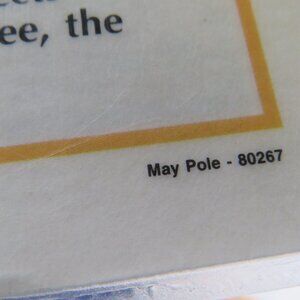 ee, the
May Pole - 80267